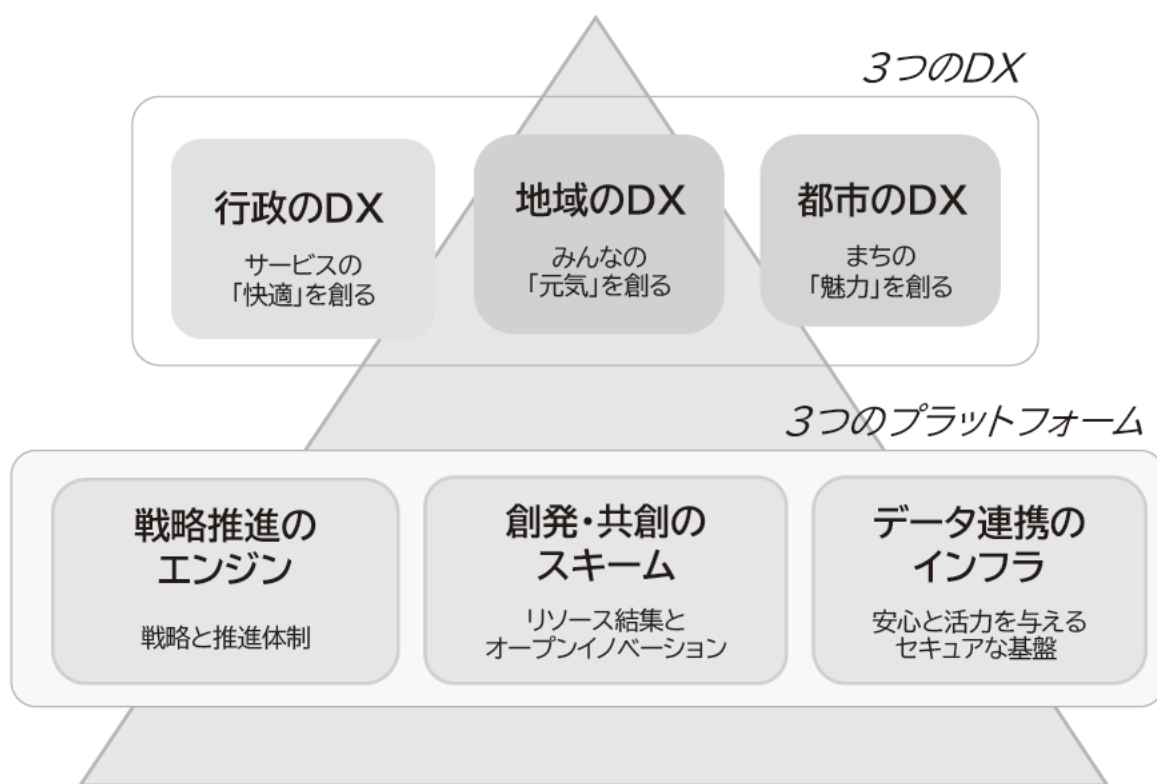 3つのDX
行政のDX
サービスの
「快適」を創る
地域のDX
みんなの
「元気」を創る
都市のDX
まちの
「魅力」を創る
3つのプラットフォーム
戦略推進の
エンジン
戦略と推進体制
創発・共創の
スキーム
リソース結集と
オープンイノベーション
データ連携の
インフラ
安心と活力を与える
セキュアな基盤